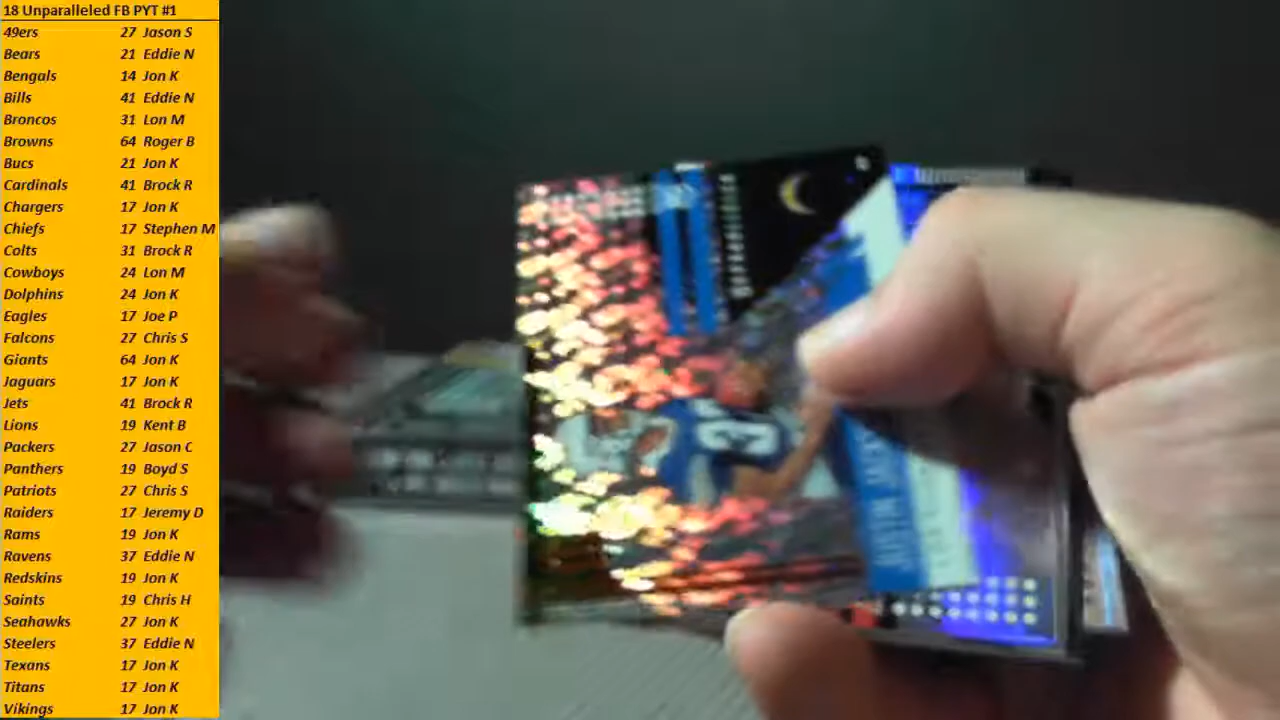 18 Unparalleled FB PYT #1
49ers 27 Jason S
Bears 21 Eddie N
Bengals 14 Jon K
Bills 41 Eddie N
Broncos 31 Lon M
Browns 64 Roger B
Bucs 21 Jon K
Cardinals 41 Brock R
Chargers 17 Jon K
Chiefs 17 Stephen M
Colts 31 Brock R
Cowboys 24 Lon M
Dolphins 24 Jon K
Eagles 17 Joe P
Falcons 27 Chris S
Giants 64 Jon K
Jaguars 17 Jon K
Jets 41 Brock R
Lions 19 Kent B
Packers 27 Jason C
Panthers 19 Boyd S
Patriots 27 Chris S
Raiders 17 Jeremy D
Rams 19 Jon K
Ravens 37 Eddie N
Redskins 19 Jon K
Saints 19 Chris H
Seahawks 27 Jon K
Steelers 37 Eddie N
Texans 17 Jon K
Titans 17 Jon K
Vikings 17 Jon K
JUSTIN